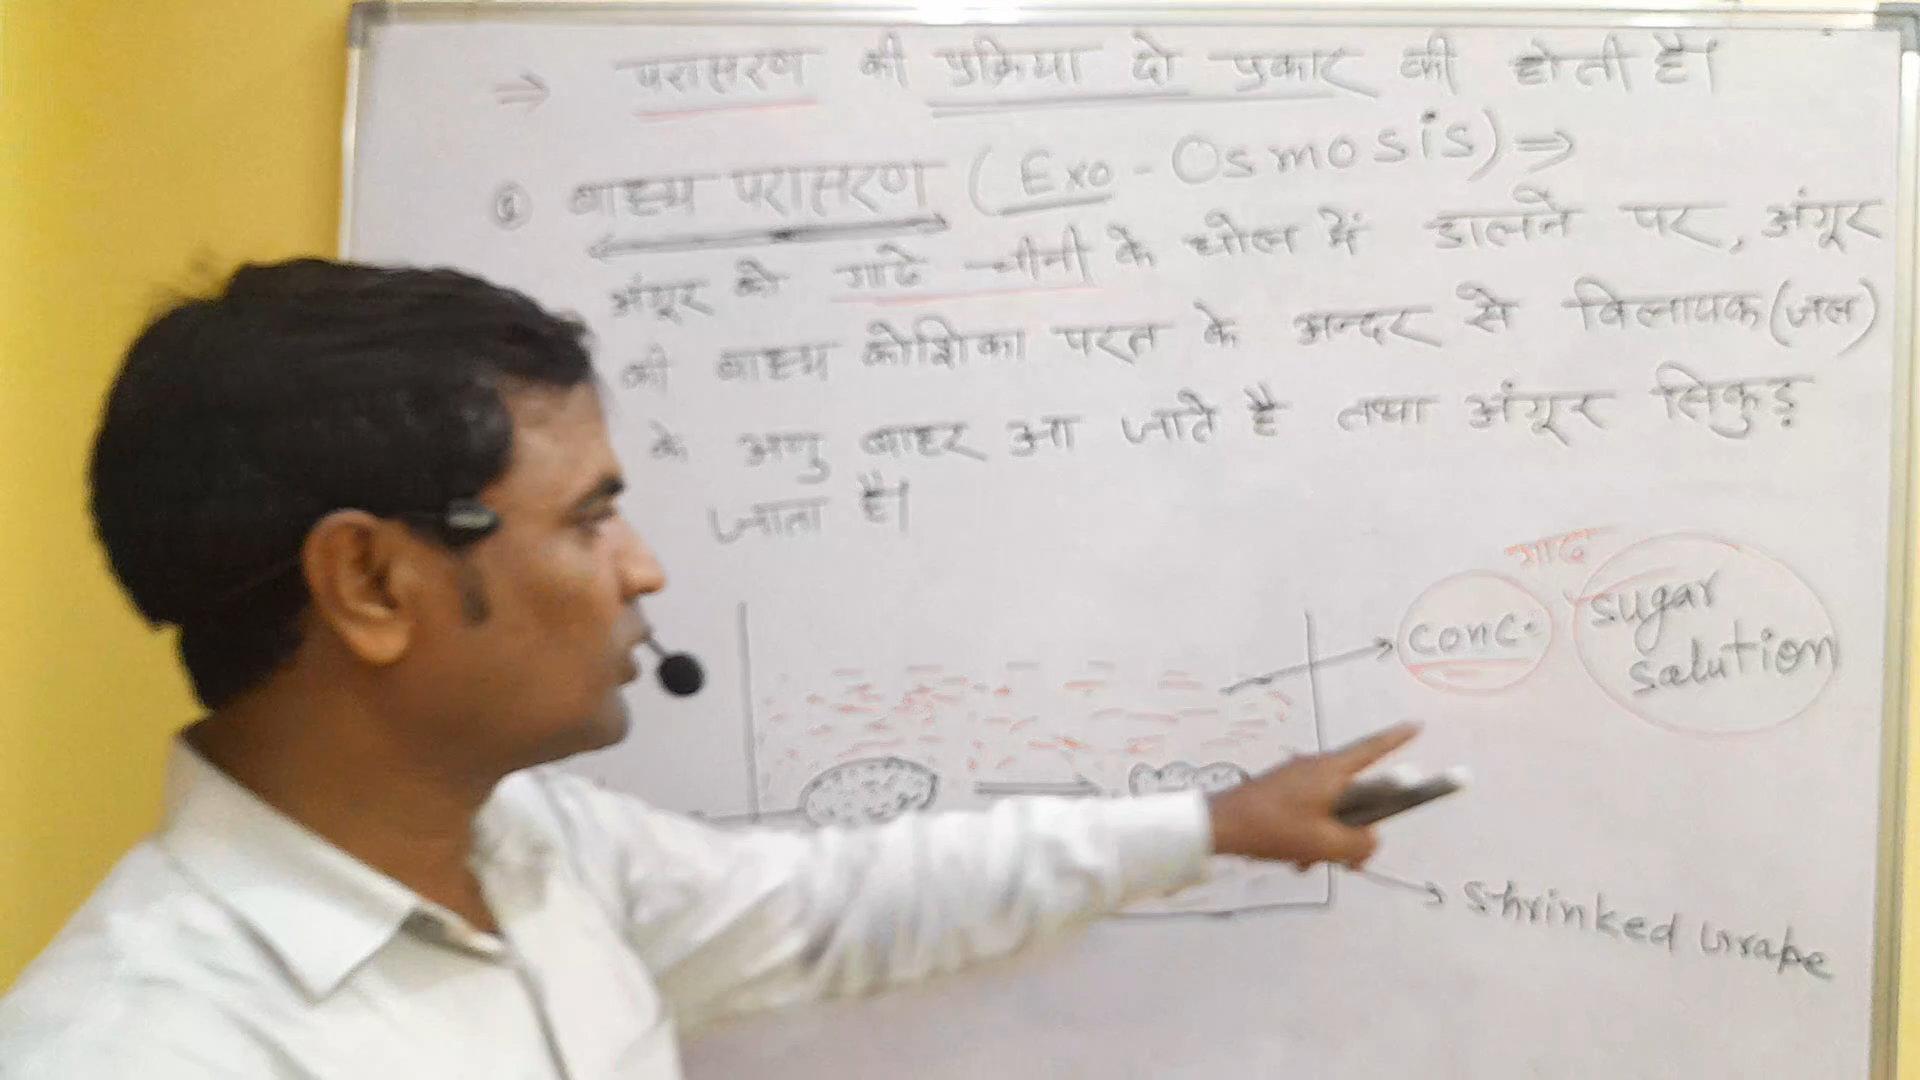 ⇒ परासरण की प्रक्रिया दो प्रकार की होती है।
① बाह्य परासरण (Exo-Osmosis) ⇒
अंगूर को गाढे चीनी के घोल में डालने पर, अंगूर
की बाह्य कोशिका परत के अन्दर से विलायक (जल)
के अणु बाहर आ जाते है तथा अंगूर सिकुड़
जाता है।
गाढ
conc. sugar
salution
shrinked Grape